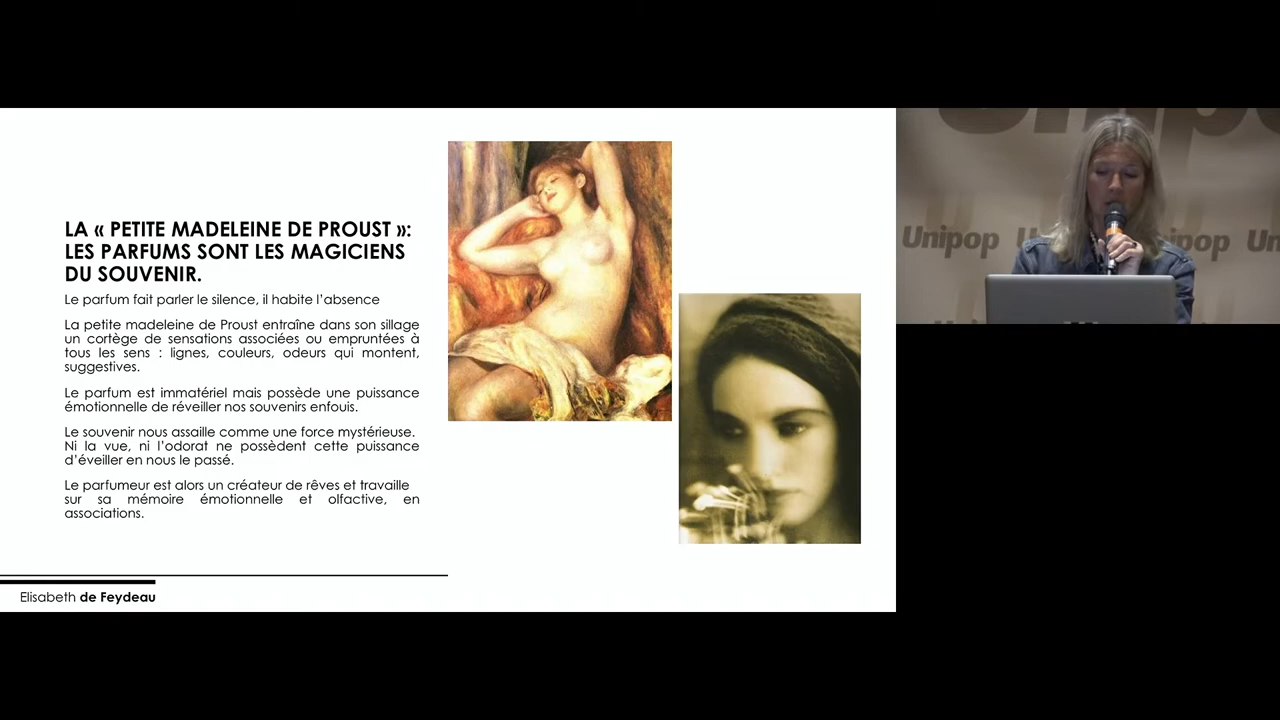 LA « PETITE MADELEINE DE PROUST »:
LES PARFUMS SONT LES MAGICIENS
DU SOUVENIR.
Le parfum fait parler le silence, il habite l’absence
La petite madeleine de Proust entraîne dans son sillage
un cortège de sensations associées ou empruntées à
tous les sens : lignes, couleurs, odeurs qui montent,
suggestives.
Le parfum est immatériel mais possède une puissance
émotionnelle de réveiller nos souvenirs enfouis.
Le souvenir nous assaille comme une force mystérieuse.
Ni la vue, ni l’odorat ne possèdent cette puissance
d’éveiller en nous le passé.
Le parfumeur est alors un créateur de rêves et travaille
sur sa mémoire émotionnelle et olfactive, en
associations.
Elisabeth de Feydeau
Unipop
Unipop